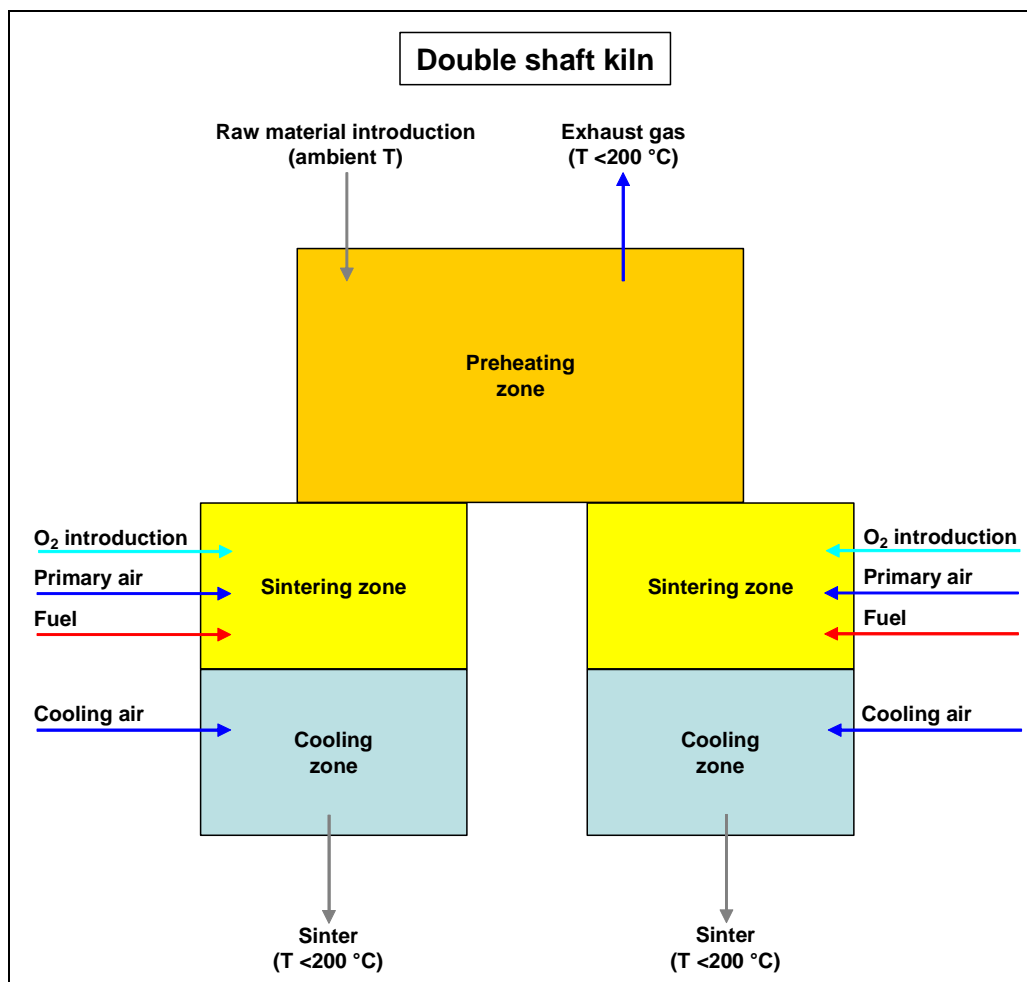 Double shaft kiln
Raw material introduction
(ambient T)
Exhaust gas
(T <200 °C)
Preheating
zone
O₂ introduction
Primary air
Fuel
Cooling air
Sintering zone
Cooling
zone
Sintering zone
Cooling
zone
O₂ introduction
Primary air
Fuel
Cooling air
Sinter
(T <200 °C)
Sinter
(T <200 °C)